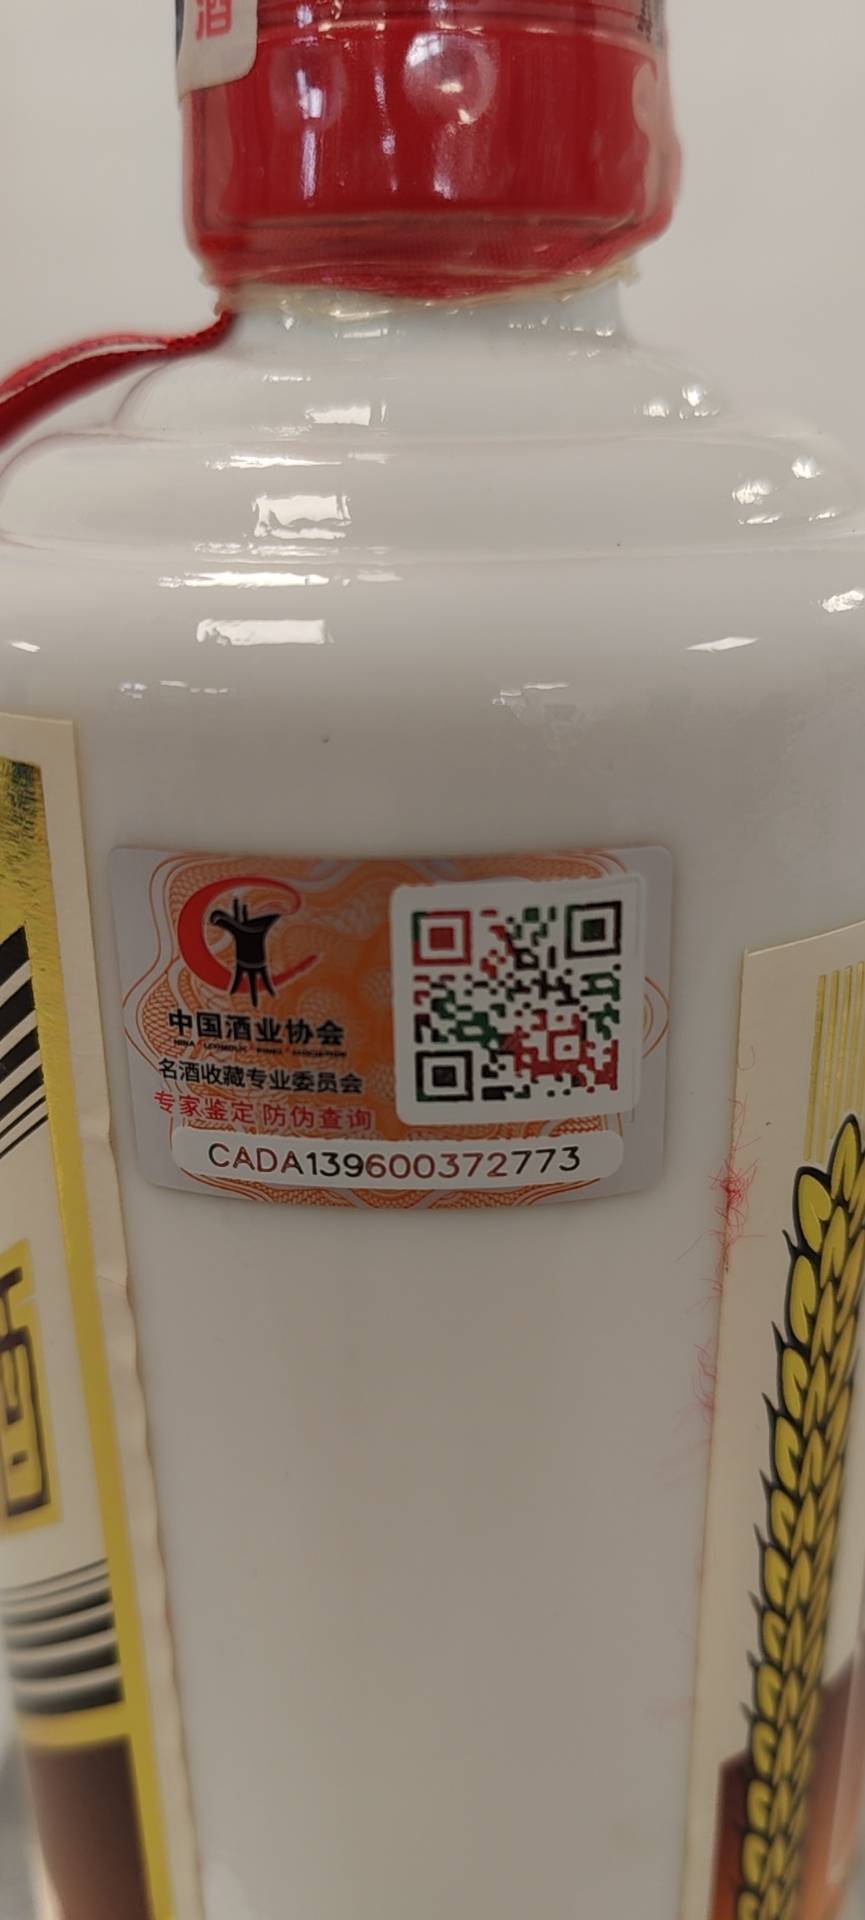 酒
中国酒业协会
名酒收藏专业委员会
专家鉴定 防伪查询
CADA139600372773